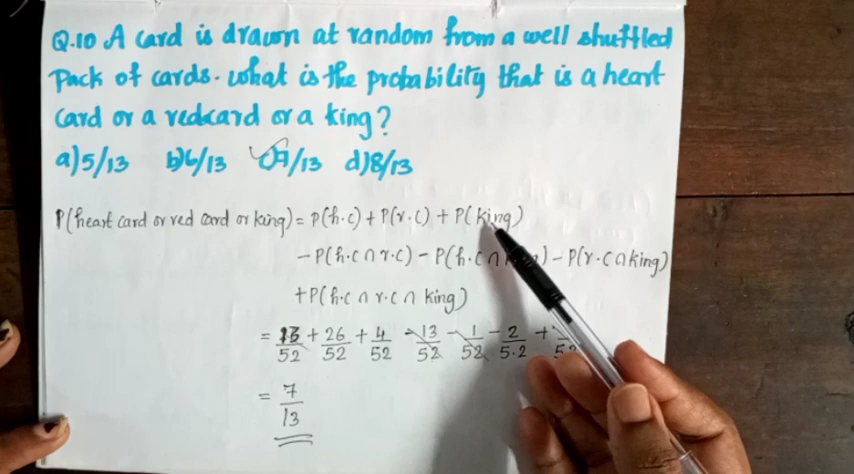 Q.10 A card is drawn at random from a well shuffled
Pack of cards. what is the probability that is a heart
Card or a redcard or a king?
a) 5/13 b) 6/13 c) 7/13 d) 8/13
P(heart card or red card or king) = P(h.c) + P(r.c) + P(king)
- P(h.c ∩ r.c) - P(h.c ∩ ) - P(r.c ∩ king)
+ P(h.c ∩ r.c ∩ king)
= 13/52 + 26/52 + 4/52 - 13/52 - 1/52 - 2/5.2 +
= 7/13